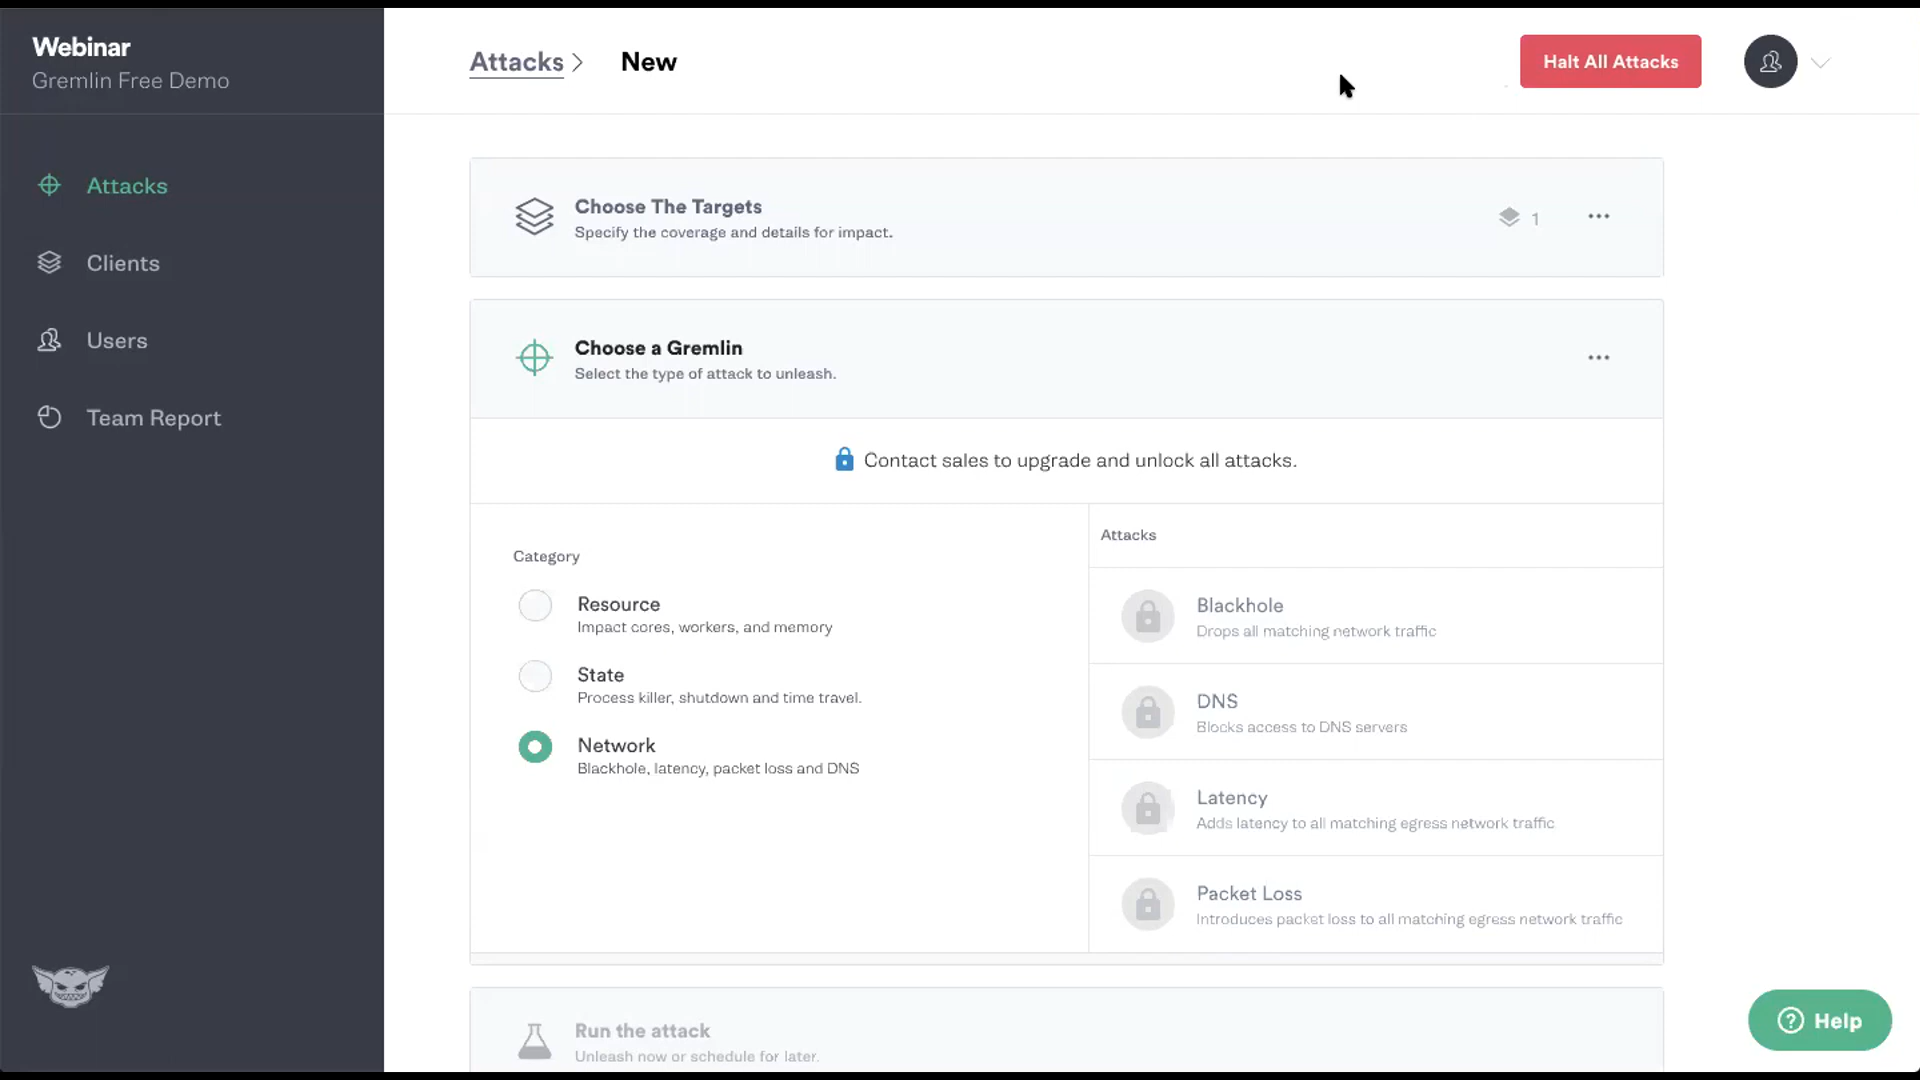 Webinar
Gremlin Free Demo
Attacks
Clients
Users
Team Report
Attacks > New
Halt All Attacks
Choose The Targets
Specify the coverage and details for impact.
1
Choose a Gremlin
Select the type of attack to unleash.
Contact sales to upgrade and unlock all attacks.
Category
Resource
Impact cores, workers, and memory
State
Process killer, shutdown and time travel.
Network
Blackhole, latency, packet loss and DNS
Attacks
Blackhole
Drops all matching network traffic
DNS
Blocks access to DNS servers
Latency
Adds latency to all matching egress network traffic
Packet Loss
Introduces packet loss to all matching egress network traffic
Run the attack
Unleash now or schedule for later.
Help